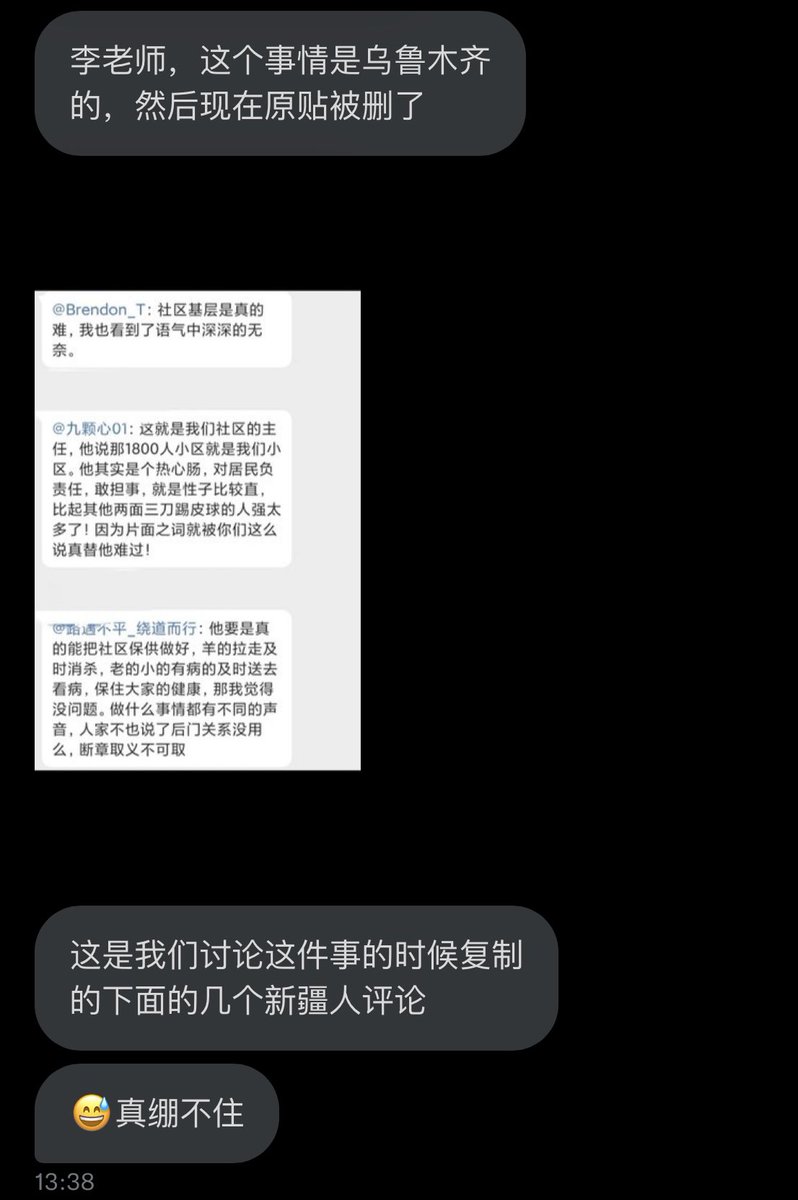 李老师，这个事情是乌鲁木齐
的，然后现在原贴被删了
@Brendon_T: 社区基层是真的
难，我也看到了语气中深深的无
奈。
@九颗心01: 这就是我们社区的主
任，他说那1800人小区就是我们小
区。他其实是个热心肠，对居民负
责任，敢担事，就是性子比较直，
比起其他两面三刀踢皮球的人强太
多了！因为片面之词就被你们这么
说真替他难过！
@路遇不平_绕道而行: 他要是真
的能把社区保供做好，羊的拉走及
时消杀，老的小的有病的及时送去
看病，保住大家的健康，那我觉得
没问题。做什么事情都有不同的声
音，人家不也说了后门关系没用
么，断章取义不可取
这是我们讨论这件事的时候复制
的下面的几个新疆人评论
😅真绷不住
13:38